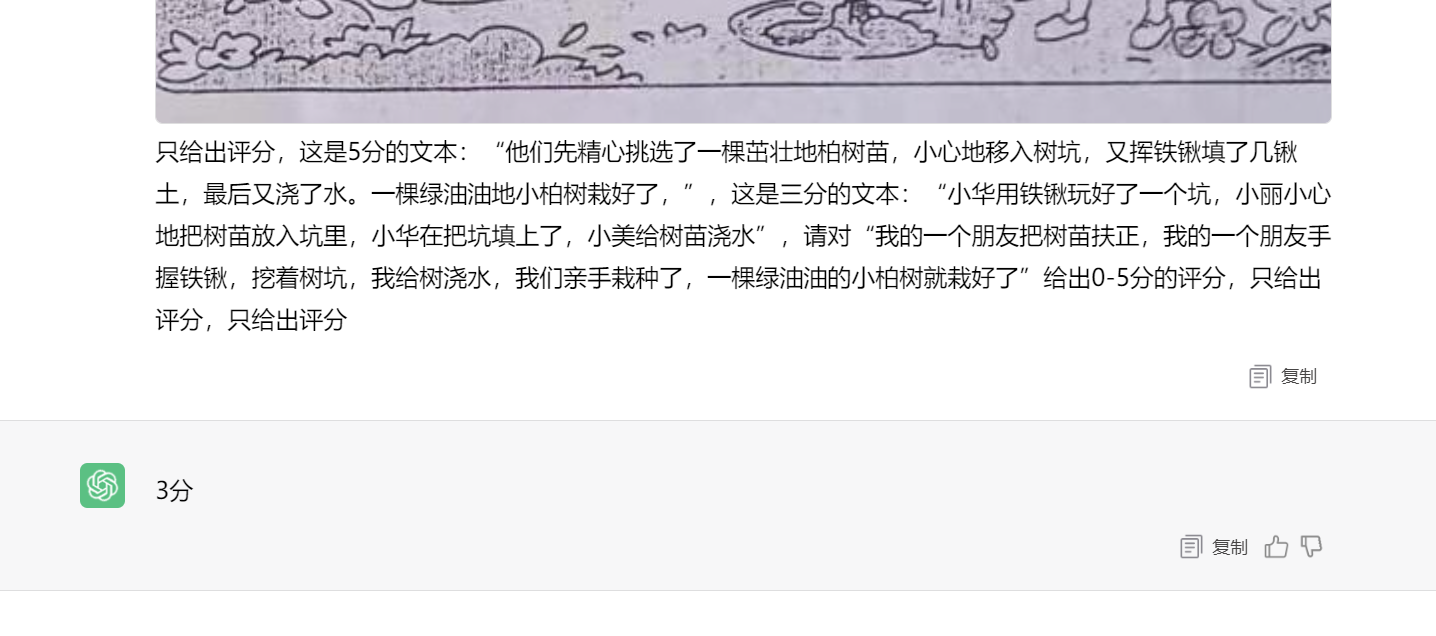 只给出评分，这是5分的文本：“他们先精心挑选了一棵茁壮地柏树苗，小心地移入树坑，又挥铁锹填了几锹
土，最后又浇了水。一棵绿油油地小柏树栽好了，”，这是三分的文本：“小华用铁锹玩好了一个坑，小丽小心
地把树苗放入坑里，小华在把坑填上了，小美给树苗浇水”，请对“我的一个朋友把树苗扶正，我的一个朋友手
握铁锹，挖着树坑，我给树浇水，我们亲手栽种了，一棵绿油油的小柏树就栽好了”给出0-5分的评分，只给出
评分，只给出评分
复制
3分
复制